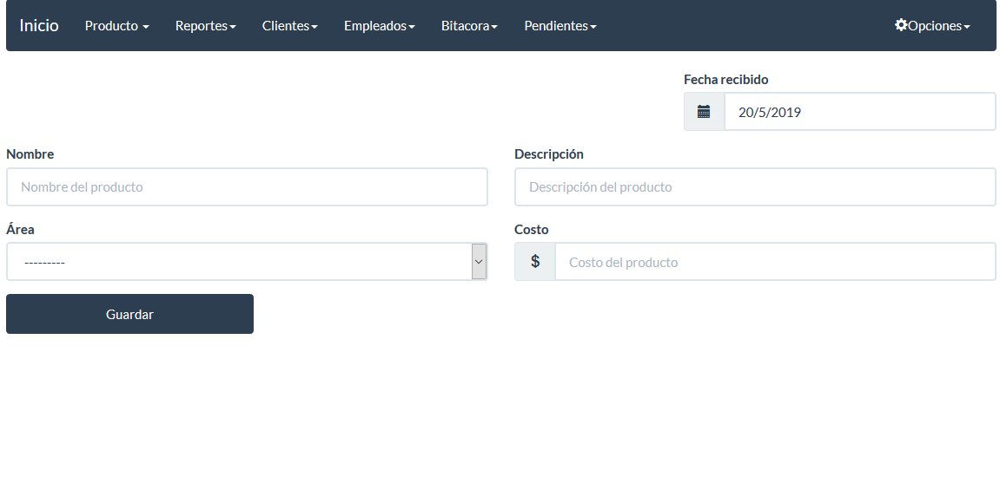 Inicio Producto Reportes Clientes Empleados Bitacora Pendientes Opciones
Fecha recibido
20/5/2019
Nombre Descripción
Nombre del producto Descripción del producto
Área Costo
--------- $ Costo del producto
Guardar